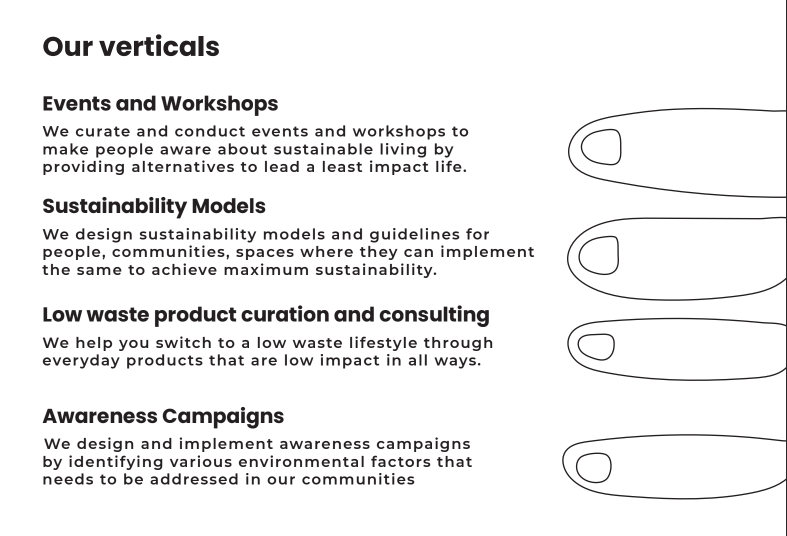 Our verticals
Events and Workshops
We curate and conduct events and workshops to
make people aware about sustainable living by
providing alternatives to lead a least impact life.
Sustainability Models
We design sustainability models and guidelines for
people, communities, spaces where they can implement
the same to achieve maximum sustainability.
Low waste product curation and consulting
We help you switch to a low waste lifestyle through
everyday products that are low impact in all ways.
Awareness Campaigns
We design and implement awareness campaigns
by identifying various environmental factors that
needs to be addressed in our communities